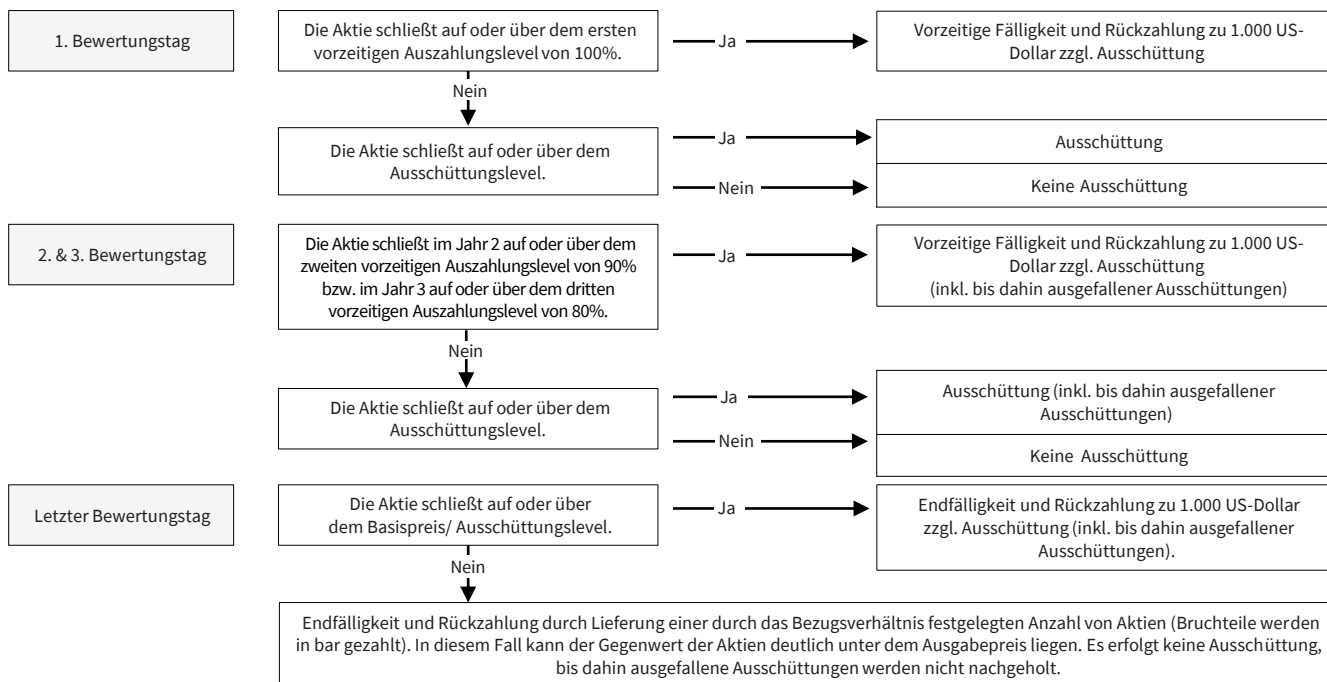 1. Bewertungstag
Die Aktie schließt auf oder über dem ersten
vorzeitigen Auszahlungslevel von 100%.
Ja
Vorzeitige Fälligkeit und Rückzahlung zu 1.000 US-
Dollar zzgl. Ausschüttung
Nein
Die Aktie schließt auf oder über dem
Ausschüttungslevel.
Ja
Ausschüttung
Nein
Keine Ausschüttung
2. & 3. Bewertungstag
Die Aktie schließt im Jahr 2 auf oder über dem
zweiten vorzeitigen Auszahlungslevel von 90%
bzw. im Jahr 3 auf oder über dem dritten
vorzeitigen Auszahlungslevel von 80%.
Ja
Vorzeitige Fälligkeit und Rückzahlung zu 1.000 US-
Dollar zzgl. Ausschüttung
(inkl. bis dahin ausgefallener Ausschüttungen)
Nein
Die Aktie schließt auf oder über dem
Ausschüttungslevel.
Ja
Ausschüttung (inkl. bis dahin ausgefallener
Ausschüttungen)
Nein
Keine Ausschüttung
Letzter Bewertungstag
Die Aktie schließt auf oder über
dem Basispreis/ Ausschüttungslevel.
Ja
Endfälligkeit und Rückzahlung zu 1.000 US-Dollar
zzgl. Ausschüttung (inkl. bis dahin ausgefallener
Ausschüttungen).
Nein
Endfälligkeit und Rückzahlung durch Lieferung einer durch das Bezugsverhältnis festgelegten Anzahl von Aktien (Bruchteile werden
in bar gezahlt). In diesem Fall kann der Gegenwert der Aktien deutlich unter dem Ausgabepreis liegen. Es erfolgt keine Ausschüttung,
bis dahin ausgefallene Ausschüttungen werden nicht nachgeholt.